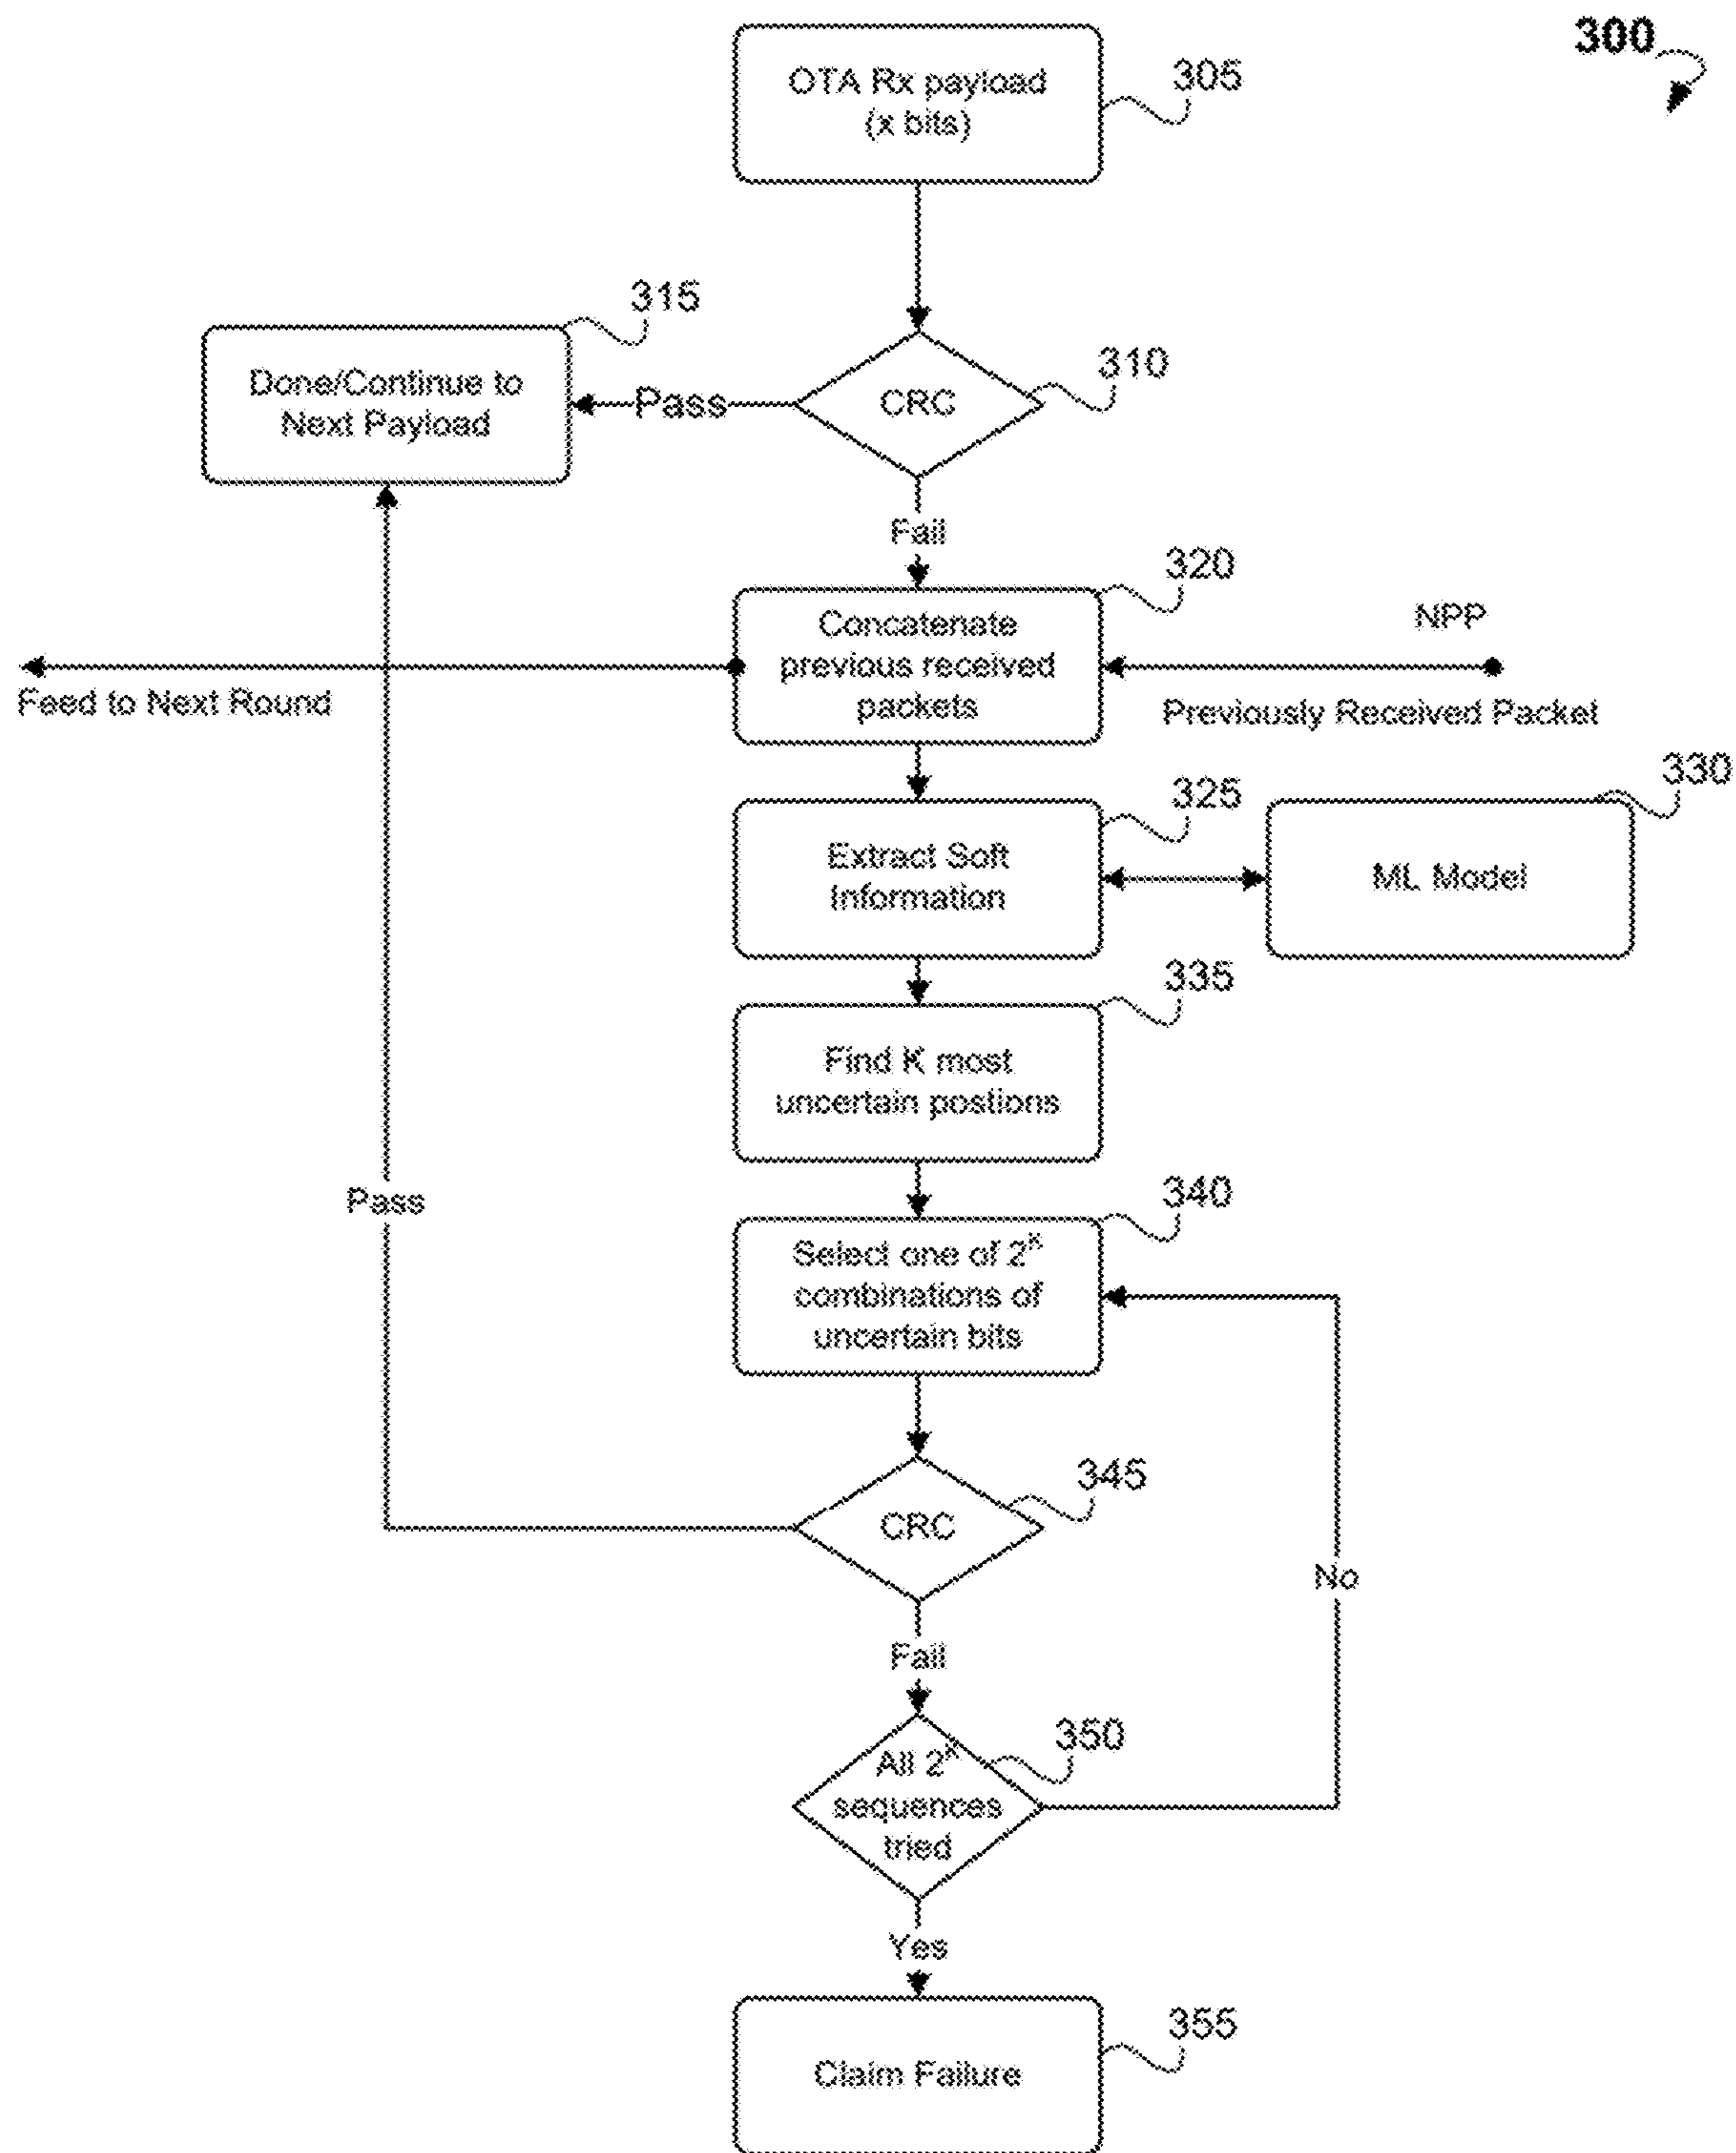 300
OTA Rx payload
(x bits)
305
315
Done/Continue to
Next Payload
Pass
CRC
310
Fail
320
Concatenate
previous received
packets
NPP
Feed to Next Round
Previously Received Packet
325
Extract Soft
Information
330
ML Model
335
Find K most
uncertain postions
340
Pass
Select one of 2^K
combinations of
uncertain bits
345
CRC
No
Fail
350
All 2^K
sequences
tried
Yes
355
Claim Failure